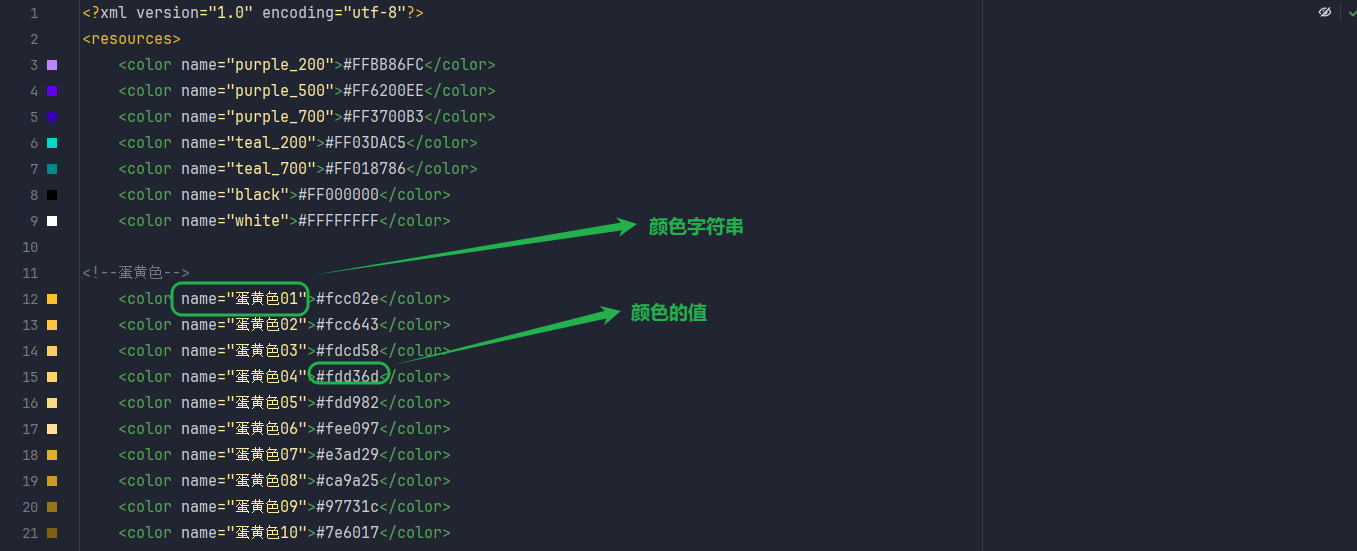 1 <?xml version="1.0" encoding="utf-8"?>
2 <resources>
3 <color name="purple_200">#FFBB86FC</color>
4 <color name="purple_500">#FF6200EE</color>
5 <color name="purple_700">#FF3700B3</color>
6 <color name="teal_200">#FF03DAC5</color>
7 <color name="teal_700">#FF018786</color>
8 <color name="black">#FF000000</color>
9 <color name="white">#FFFFFFFF</color>
颜色字符串
10
11 <!--蛋黄色-->
12 <color name="蛋黄色01">#fcc02e</color>
颜色的值
13 <color name="蛋黄色02">#fcc643</color>
14 <color name="蛋黄色03">#fdcd58</color>
15 <color name="蛋黄色04">#fdd36d</color>
16 <color name="蛋黄色05">#fdd982</color>
17 <color name="蛋黄色06">#fee097</color>
18 <color name="蛋黄色07">#e3ad29</color>
19 <color name="蛋黄色08">#ca9a25</color>
20 <color name="蛋黄色09">#97731c</color>
21 <color name="蛋黄色10">#7e6017</color>